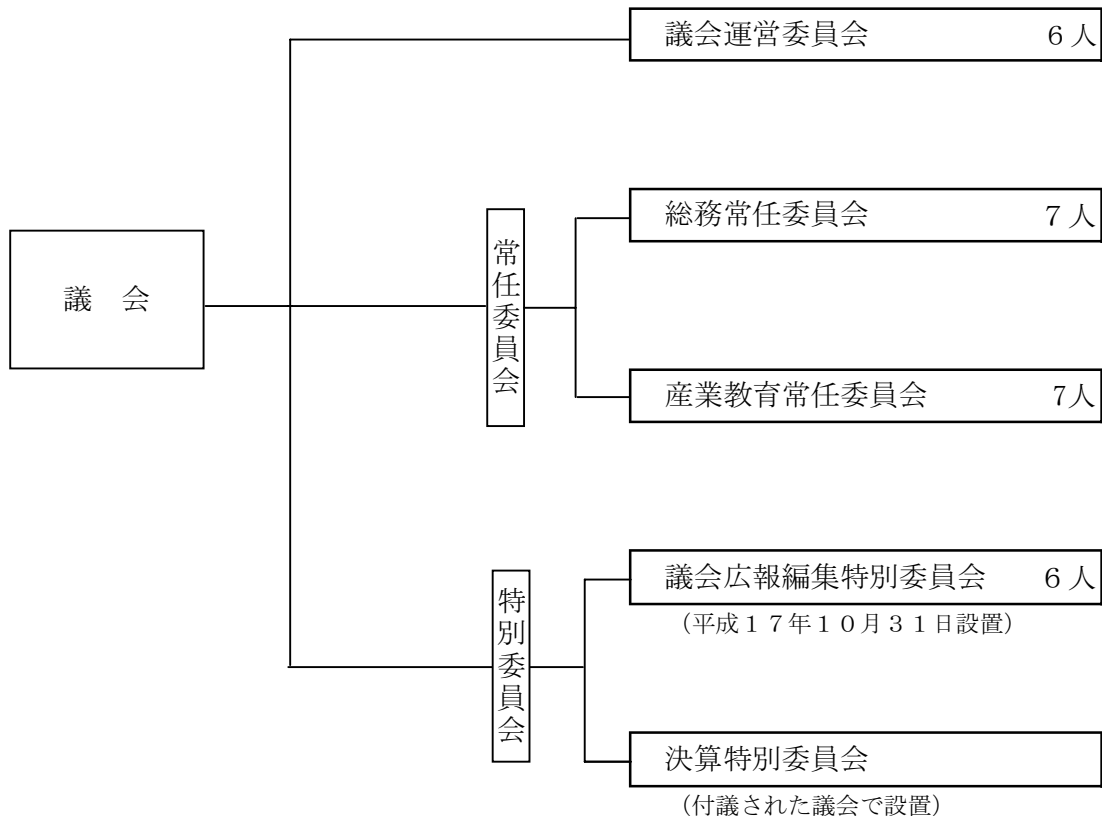 議会運営委員会 ６人
総務常任委員会 ７人
常任委員会
議 会
産業教育常任委員会 7人
議会広報編集特別委員会 ６人
（平成１７年１０月３１日設置）
特別委員会
決算特別委員会
（付議された議会で設置）